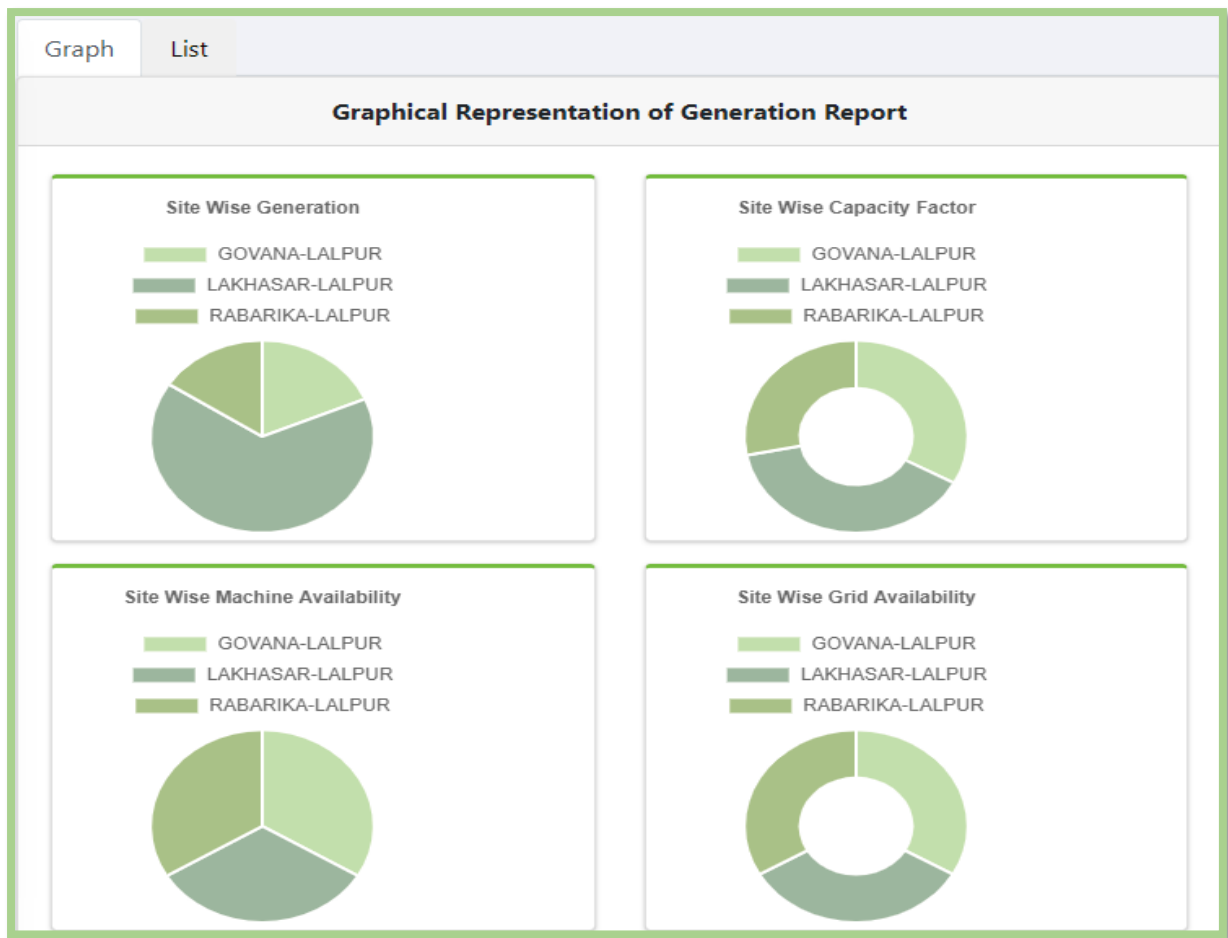 Graph List
Graphical Representation of Generation Report
Site Wise Generation
GOVANA-LALPUR
LAKHASAR-LALPUR
RABARIKA-LALPUR
Site Wise Capacity Factor
GOVANA-LALPUR
LAKHASAR-LALPUR
RABARIKA-LALPUR
Site Wise Machine Availability
GOVANA-LALPUR
LAKHASAR-LALPUR
RABARIKA-LALPUR
Site Wise Grid Availability
GOVANA-LALPUR
LAKHASAR-LALPUR
RABARIKA-LALPUR